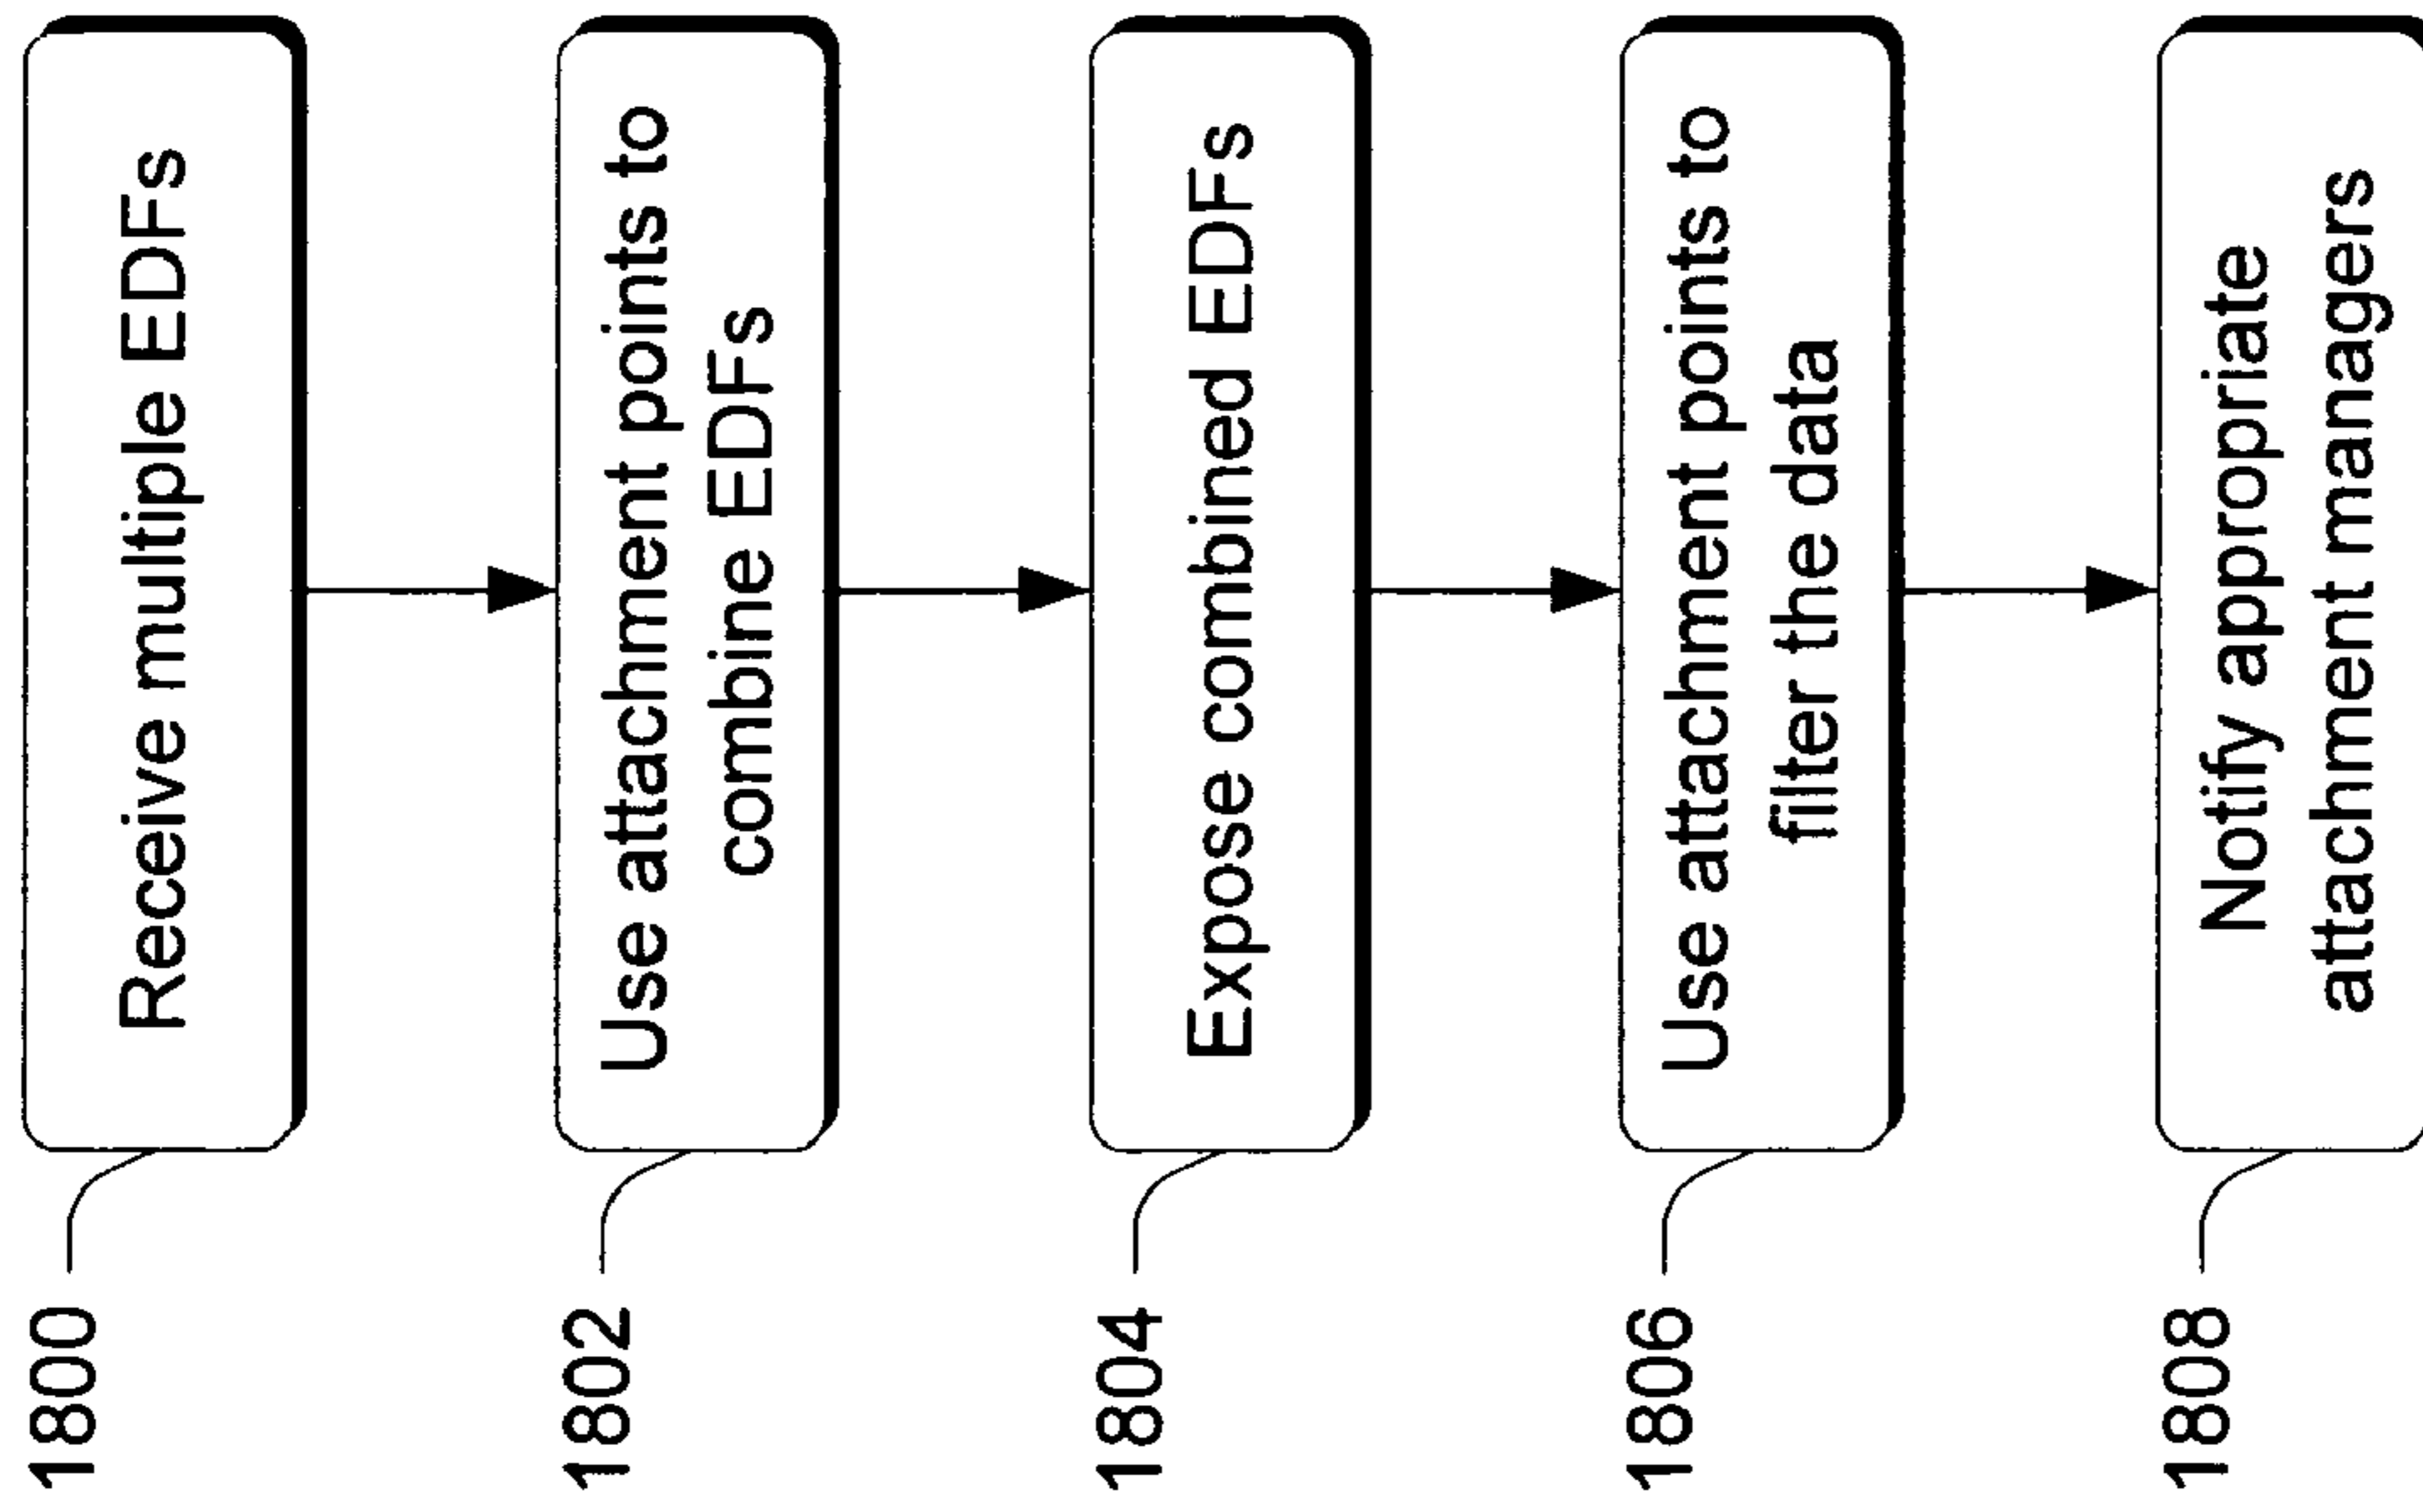 1800
Receive multiple EDFs
1802
Use attachment points to
combine EDFs
1804
Expose combined EDFs
1806
Use attachment points to
filter the data
1808
Notify appropriate
attachment managers